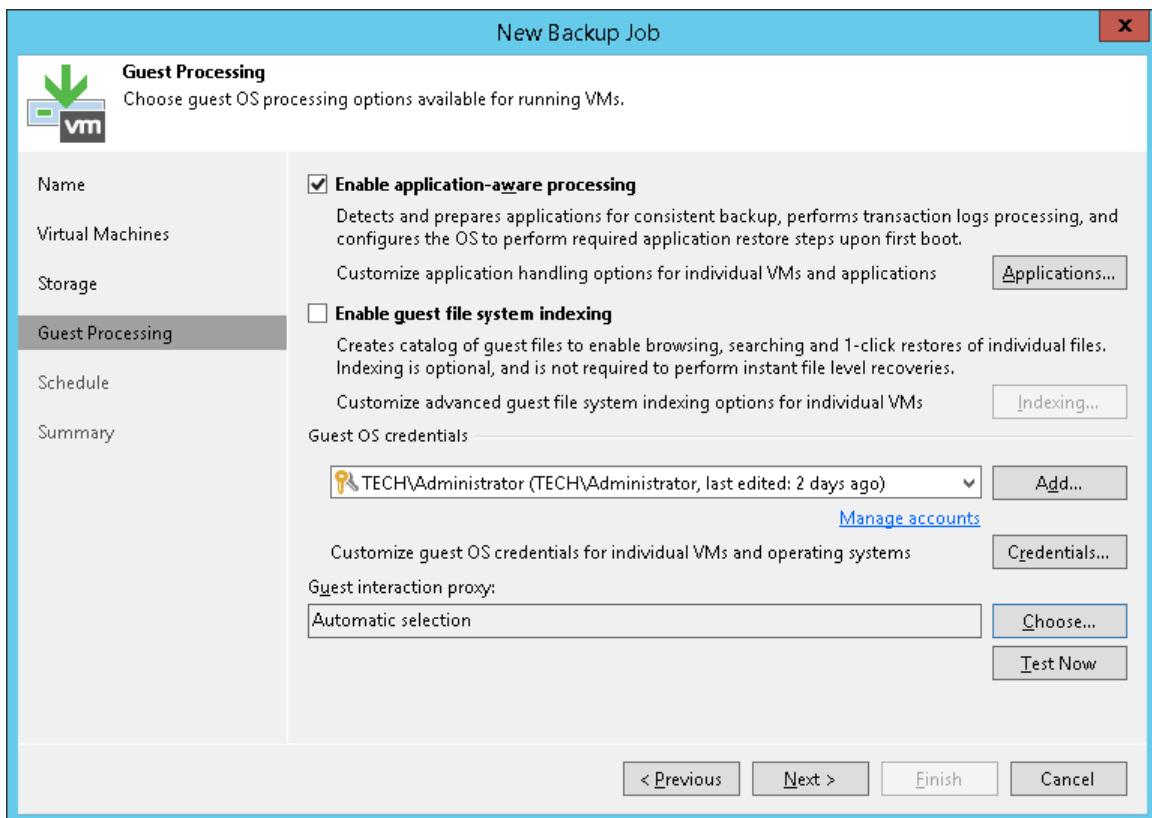 New Backup Job
x
Guest Processing
Choose guest OS processing options available for running VMs.
vm
Name
Virtual Machines
Storage
Guest Processing
Schedule
Summary
Enable application-aware processing
Detects and prepares applications for consistent backup, performs transaction logs processing, and
configures the OS to perform required application restore steps upon first boot.
Customize application handling options for individual VMs and applications
Applications...
Enable guest file system indexing
Creates catalog of guest files to enable browsing, searching and 1-click restores of individual files.
Indexing is optional, and is not required to perform instant file level recoveries.
Customize advanced guest file system indexing options for individual VMs
Indexing...
Guest OS credentials
TECH\Administrator (TECH\Administrator, last edited: 2 days ago)
Add...
Manage accounts
Customize guest OS credentials for individual VMs and operating systems
Credentials...
Guest interaction proxy:
Automatic selection
Choose...
Test Now
< Previous
Next >
Finish
Cancel